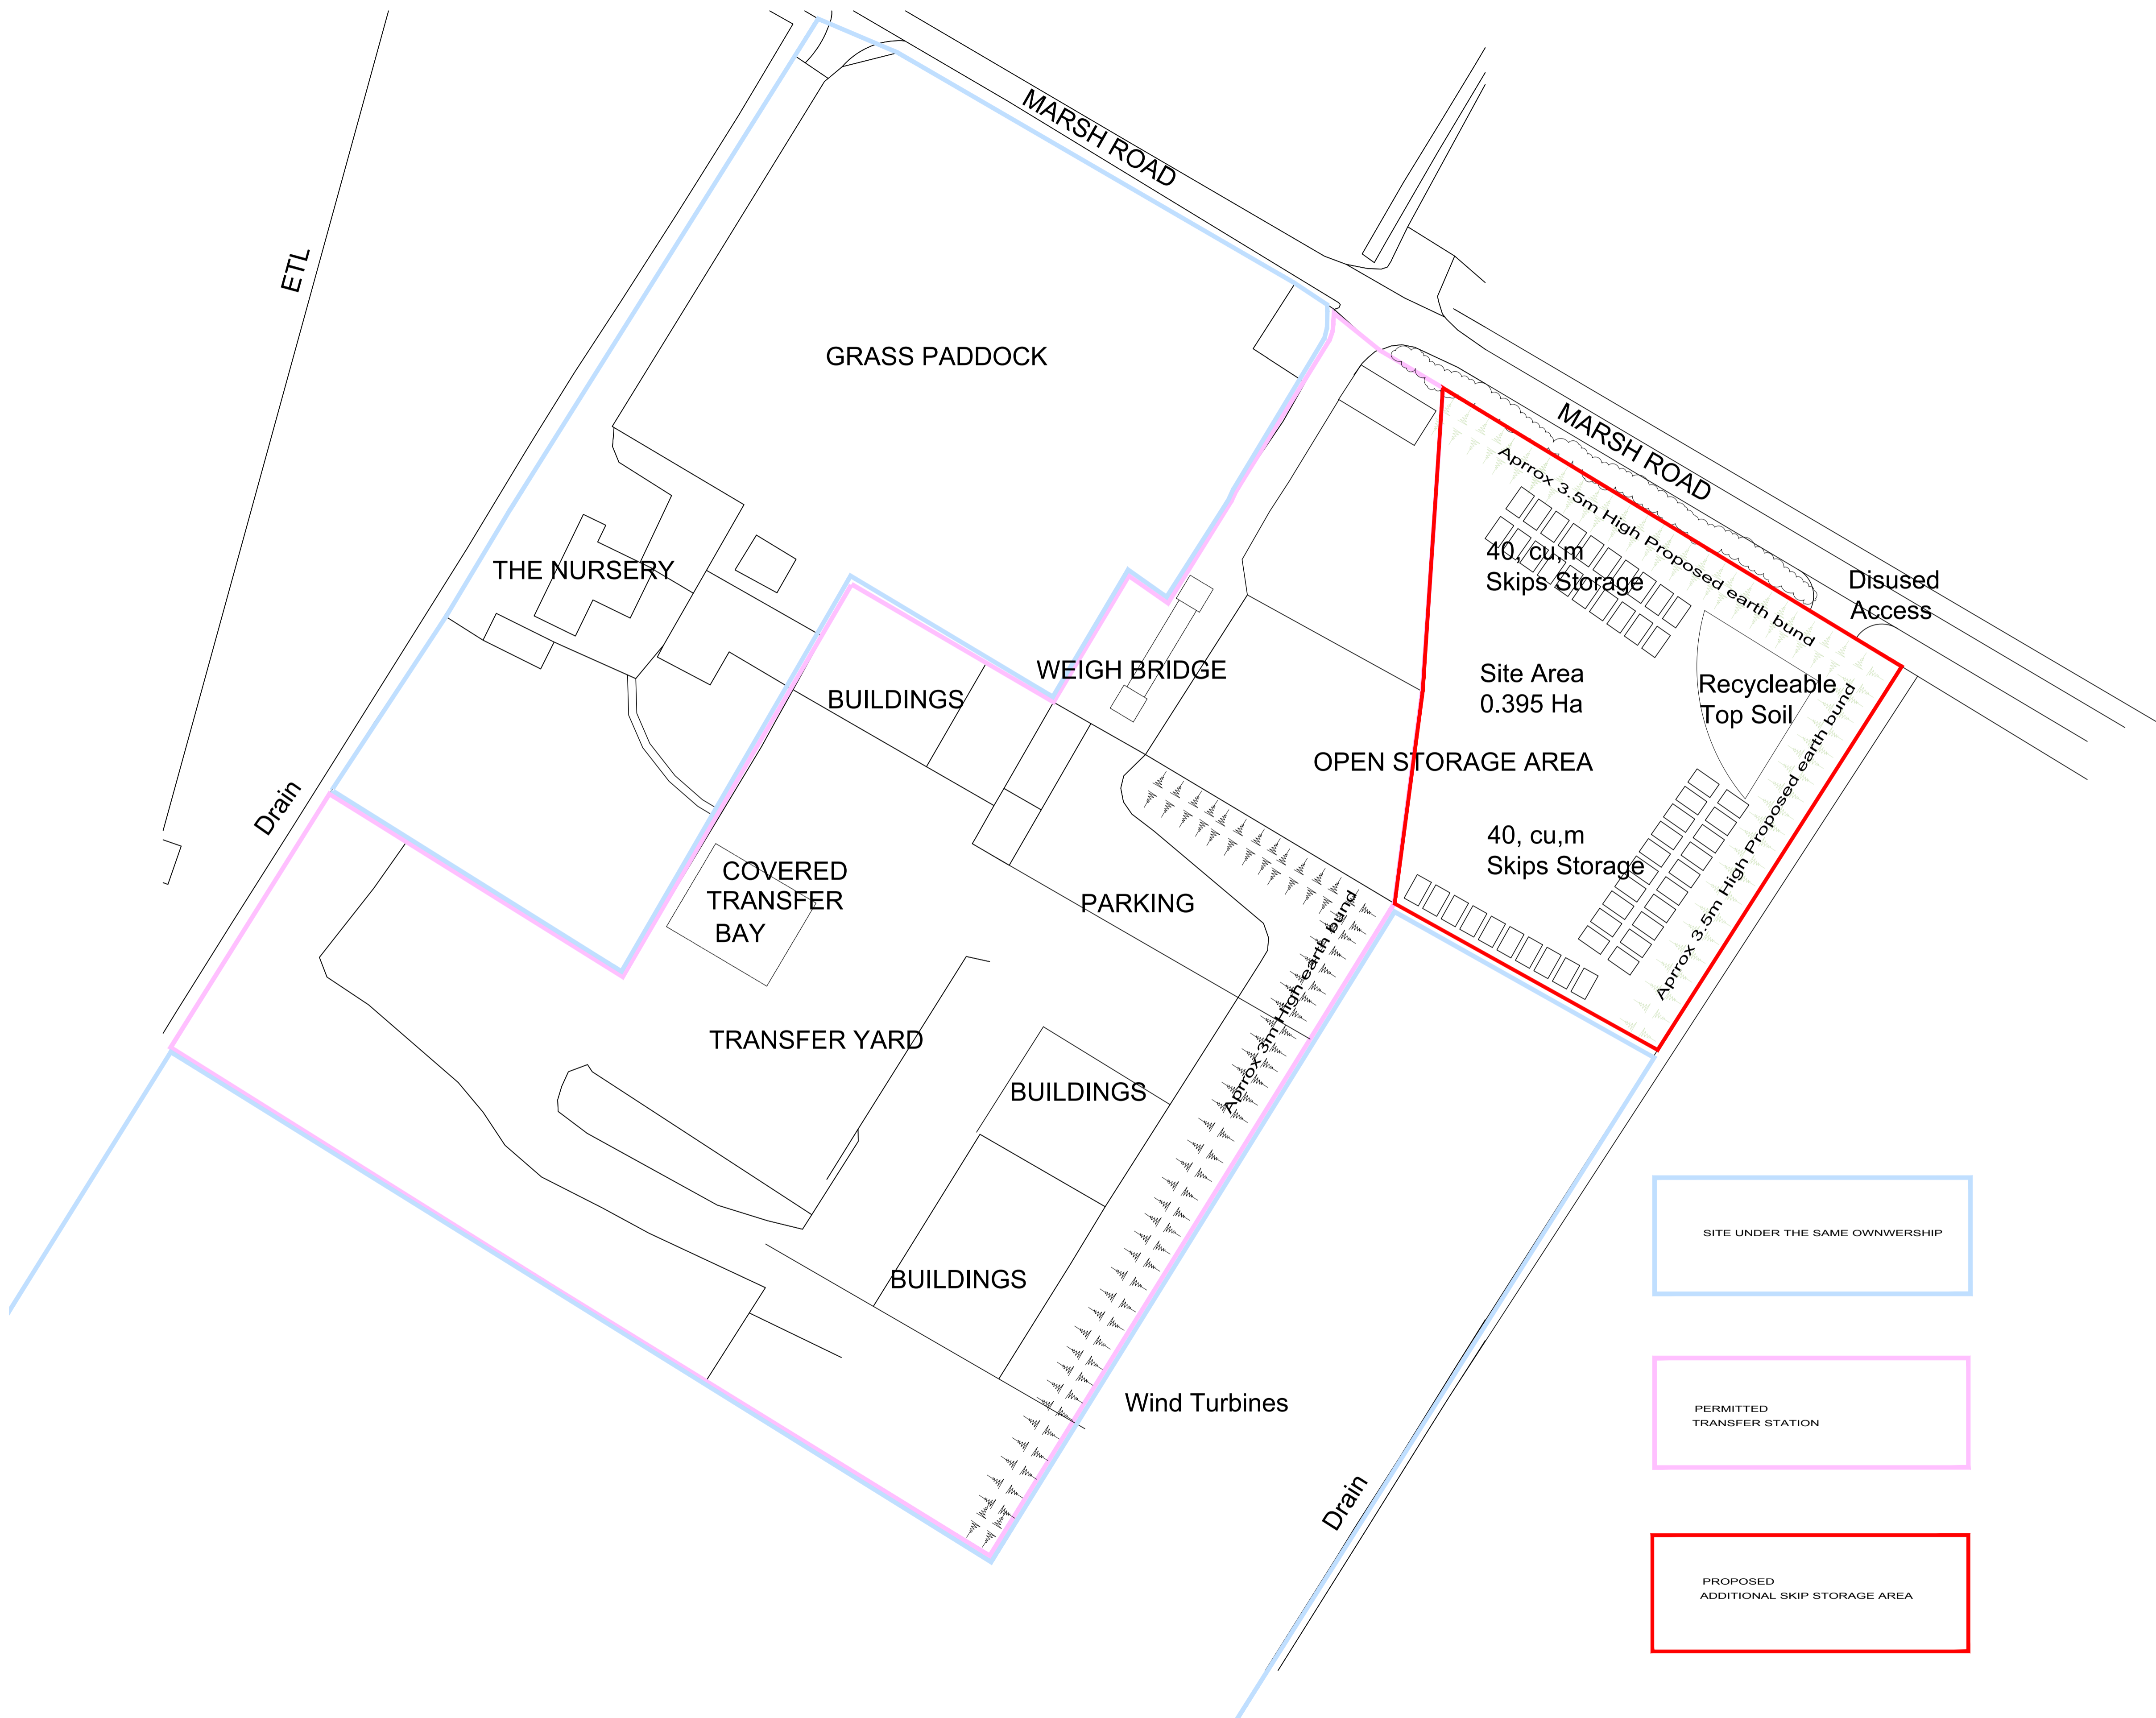 MARSH ROAD
ETL
GRASS PADDOCK
MARSH ROAD
Aprrox 3.5m High Proposed earth bund
40, cu,m
Skips Storage
THE NURSERY
Disused
Access
WEIGH BRIDGE
BUILDINGS
Site Area
0.395 Ha
Recycleable
Top Soil
OPEN STORAGE AREA
Aprrox 3.5m High Proposed earth bund
Drain
40, cu,m
Skips Storage
COVERED
TRANSFER
BAY
PARKING
Aprrox 3m High earth bund
TRANSFER YARD
BUILDINGS
BUILDINGS
Wind Turbines
Drain
SITE UNDER THE SAME OWNWERSHIP
PERMITTED
TRANSFER STATION
PROPOSED
ADDITIONAL SKIP STORAGE AREA